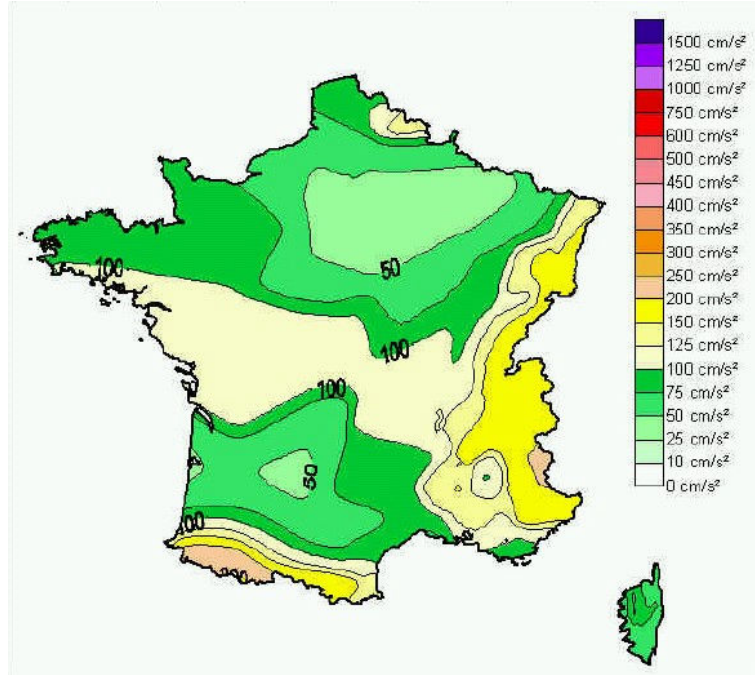 1500 cm/s²
1250 cm/s²
1000 cm/s²
750 cm/s²
600 cm/s²
500 cm/s²
450 cm/s²
400 cm/s²
350 cm/s²
300 cm/s²
250 cm/s²
200 cm/s²
150 cm/s²
125 cm/s²
100 cm/s²
75 cm/s²
50 cm/s²
25 cm/s²
10 cm/s²
0 cm/s²
100
50
100
100
50
100